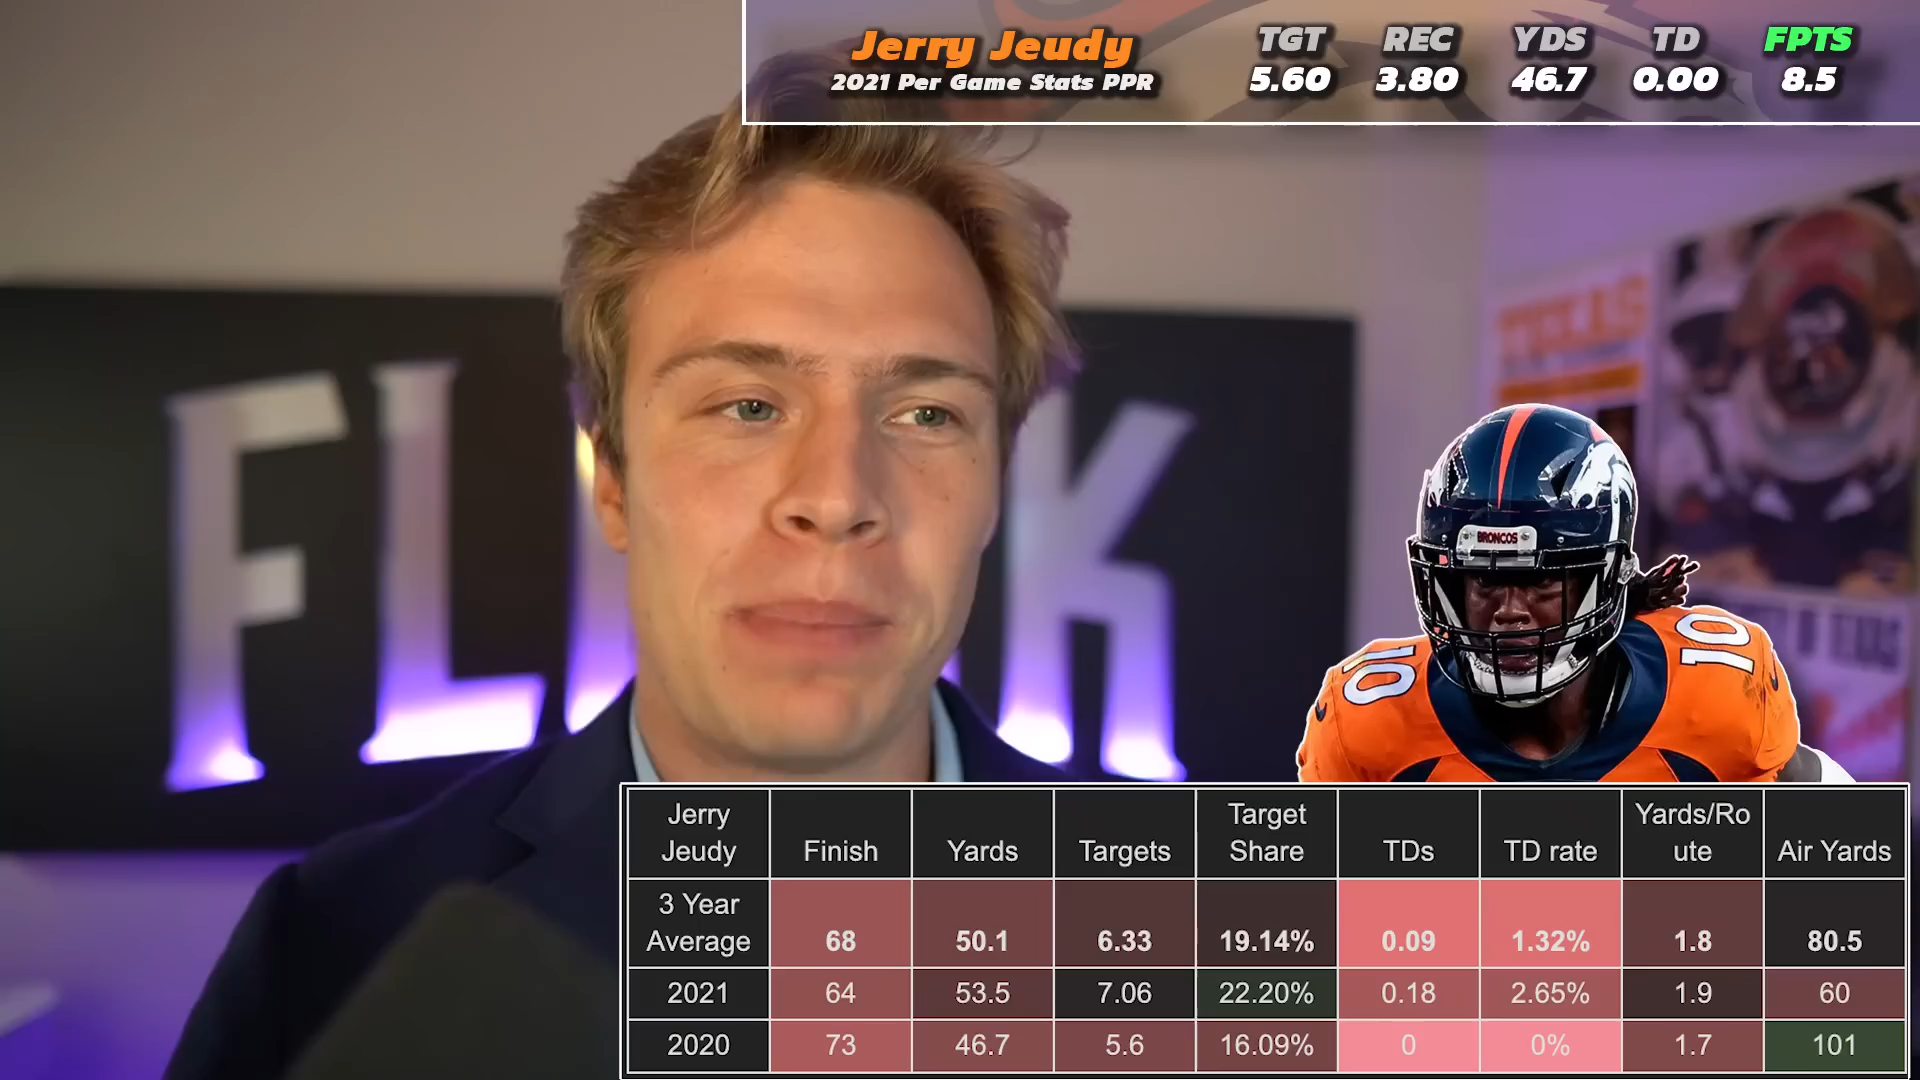 Jerry Jeudy
2021 Per Game Stats PPR
TGT REC YDS TD FPTS
5.60 3.80 46.7 0.00 8.5
FL K
BRONCOS
10 10
Jerry Jeudy Finish Yards Targets Target Share TDs TD rate Yards/Ro ute Air Yards
3 Year Average 68 50.1 6.33 19.14% 0.09 1.32% 1.8 80.5
2021 64 53.5 7.06 22.20% 0.18 2.65% 1.9 60
2020 73 46.7 5.6 16.09% 0 0% 1.7 101